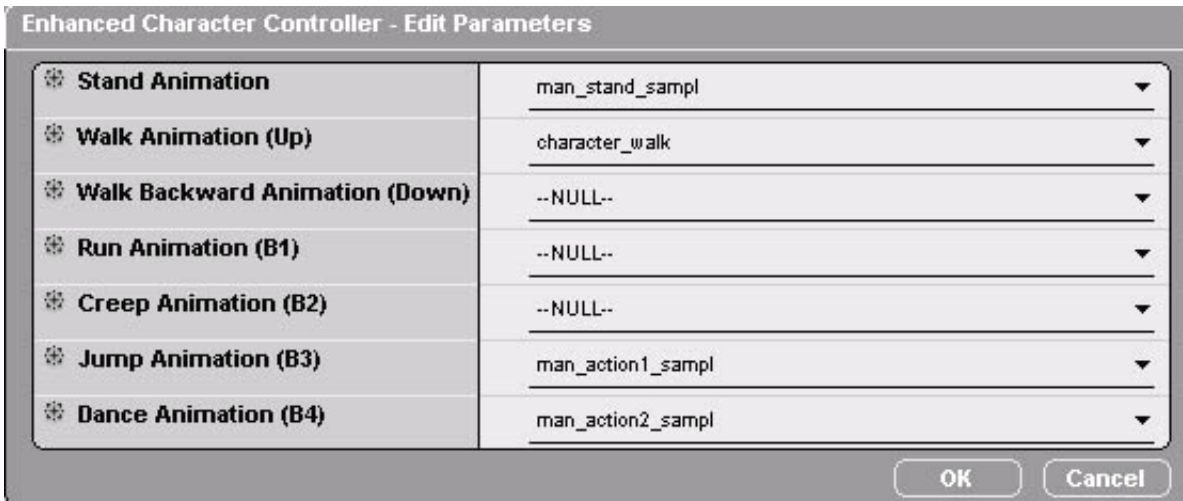 Enhanced Character Controller - Edit Parameters
Stand Animation man_stand_sampl
Walk Animation (Up) character_walk
Walk Backward Animation (Down) --NULL--
Run Animation (B1) --NULL--
Creep Animation (B2) --NULL--
Jump Animation (B3) man_action1_sampl
Dance Animation (B4) man_action2_sampl
OK Cancel